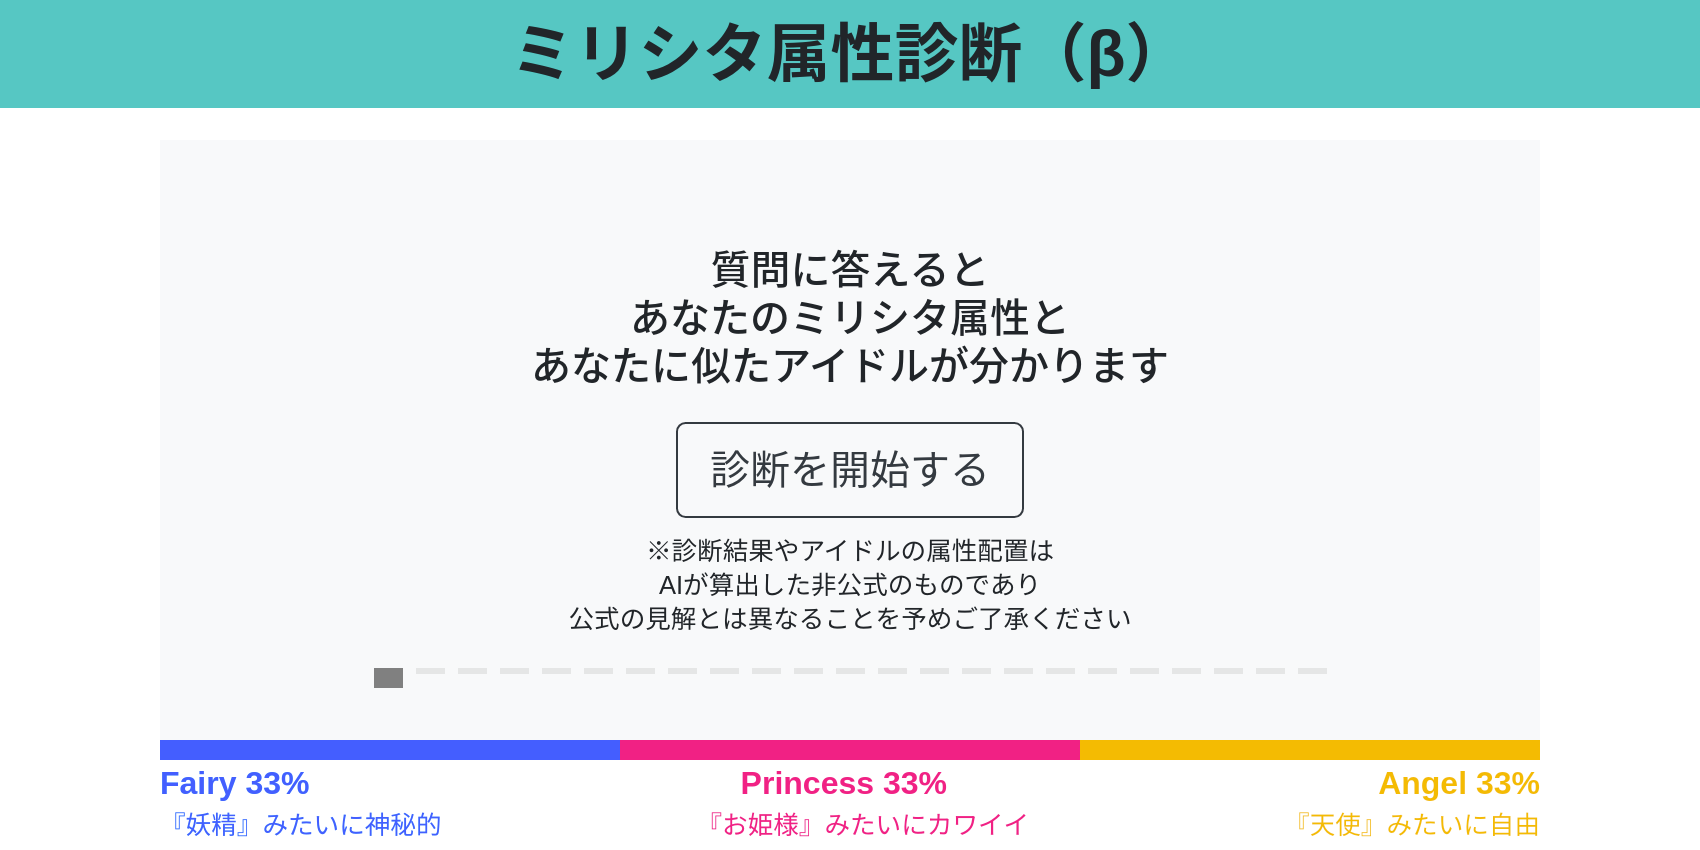 ミリシタ属性診断（β）
質問に答えると
あなたのミリシタ属性と
あなたに似たアイドルが分かります
診断を開始する
※診断結果やアイドルの属性配置は
AIが算出した非公式のものであり
公式の見解とは異なることを予めご了承ください
Fairy 33%
Princess 33%
Angel 33%
『妖精』みたいに神秘的
『お姫様』みたいにカワイイ
『天使』みたいに自由